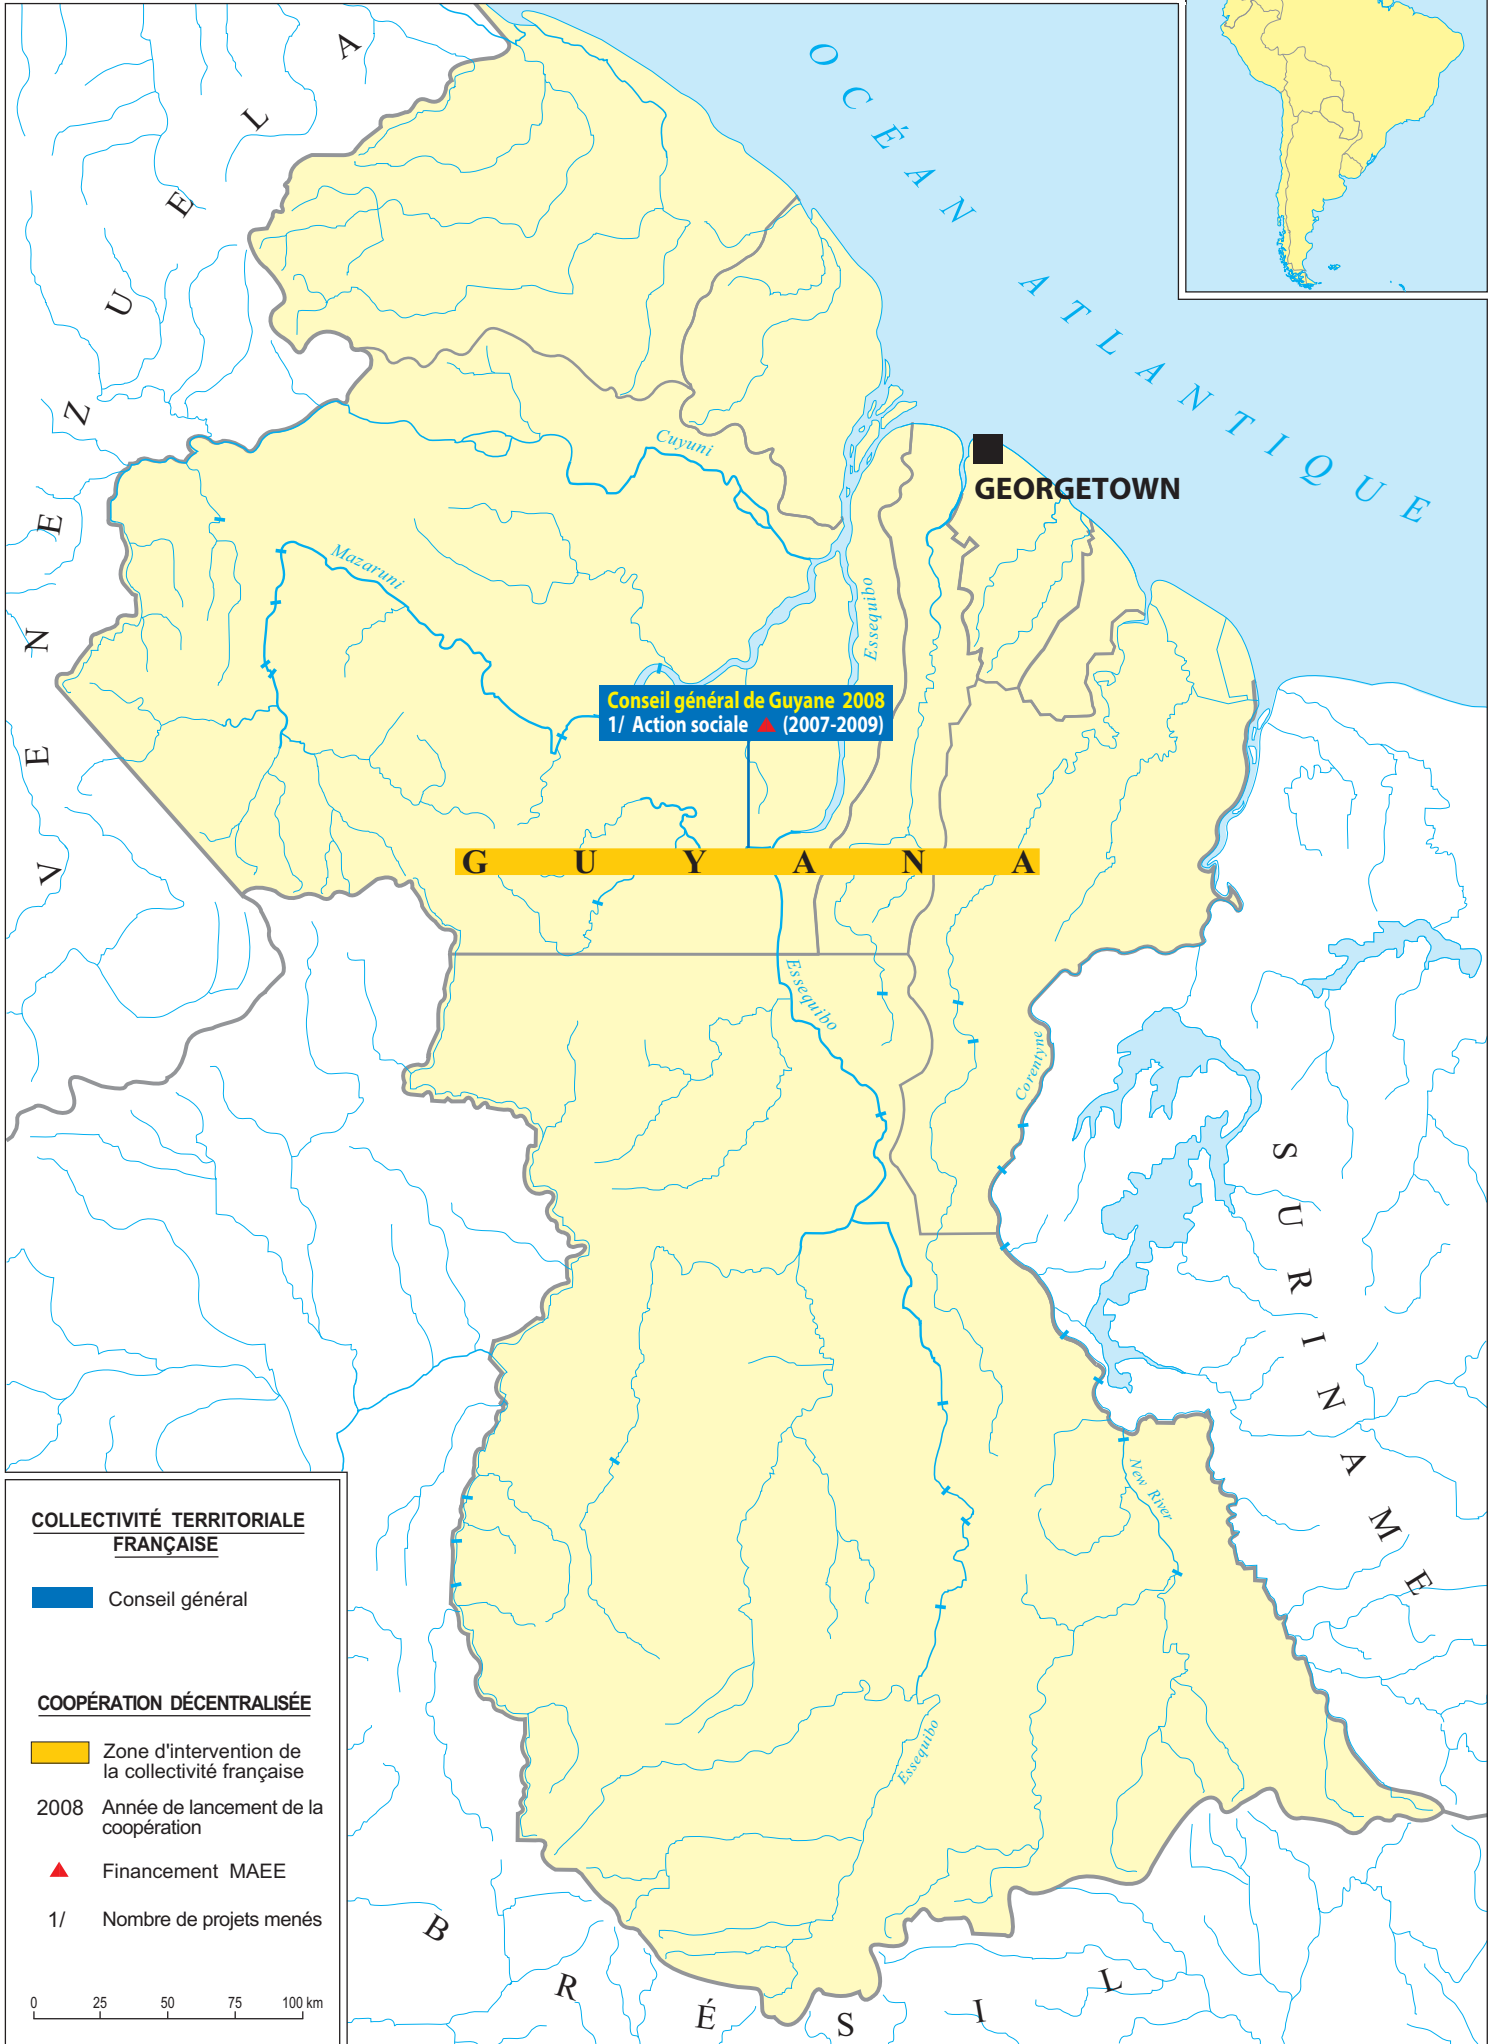 OCÉAN ATLANTIQUE
VENEZUELA
Cuyuni
GEORGETOWN
Mazaruni
Essequibo
Conseil général de Guyane 2008
1/ Action sociale (2007-2009)
GUYANA
Essequibo
Corentyne
SURINAME
New River
Essequibo
BRÉSIL
COLLECTIVITÉ TERRITORIALE
FRANÇAISE
Conseil général
COOPÉRATION DÉCENTRALISÉE
Zone d'intervention de
la collectivité française
2008 Année de lancement de la
coopération
Financement MAEE
1/ Nombre de projets menés
0 25 50 75 100 km